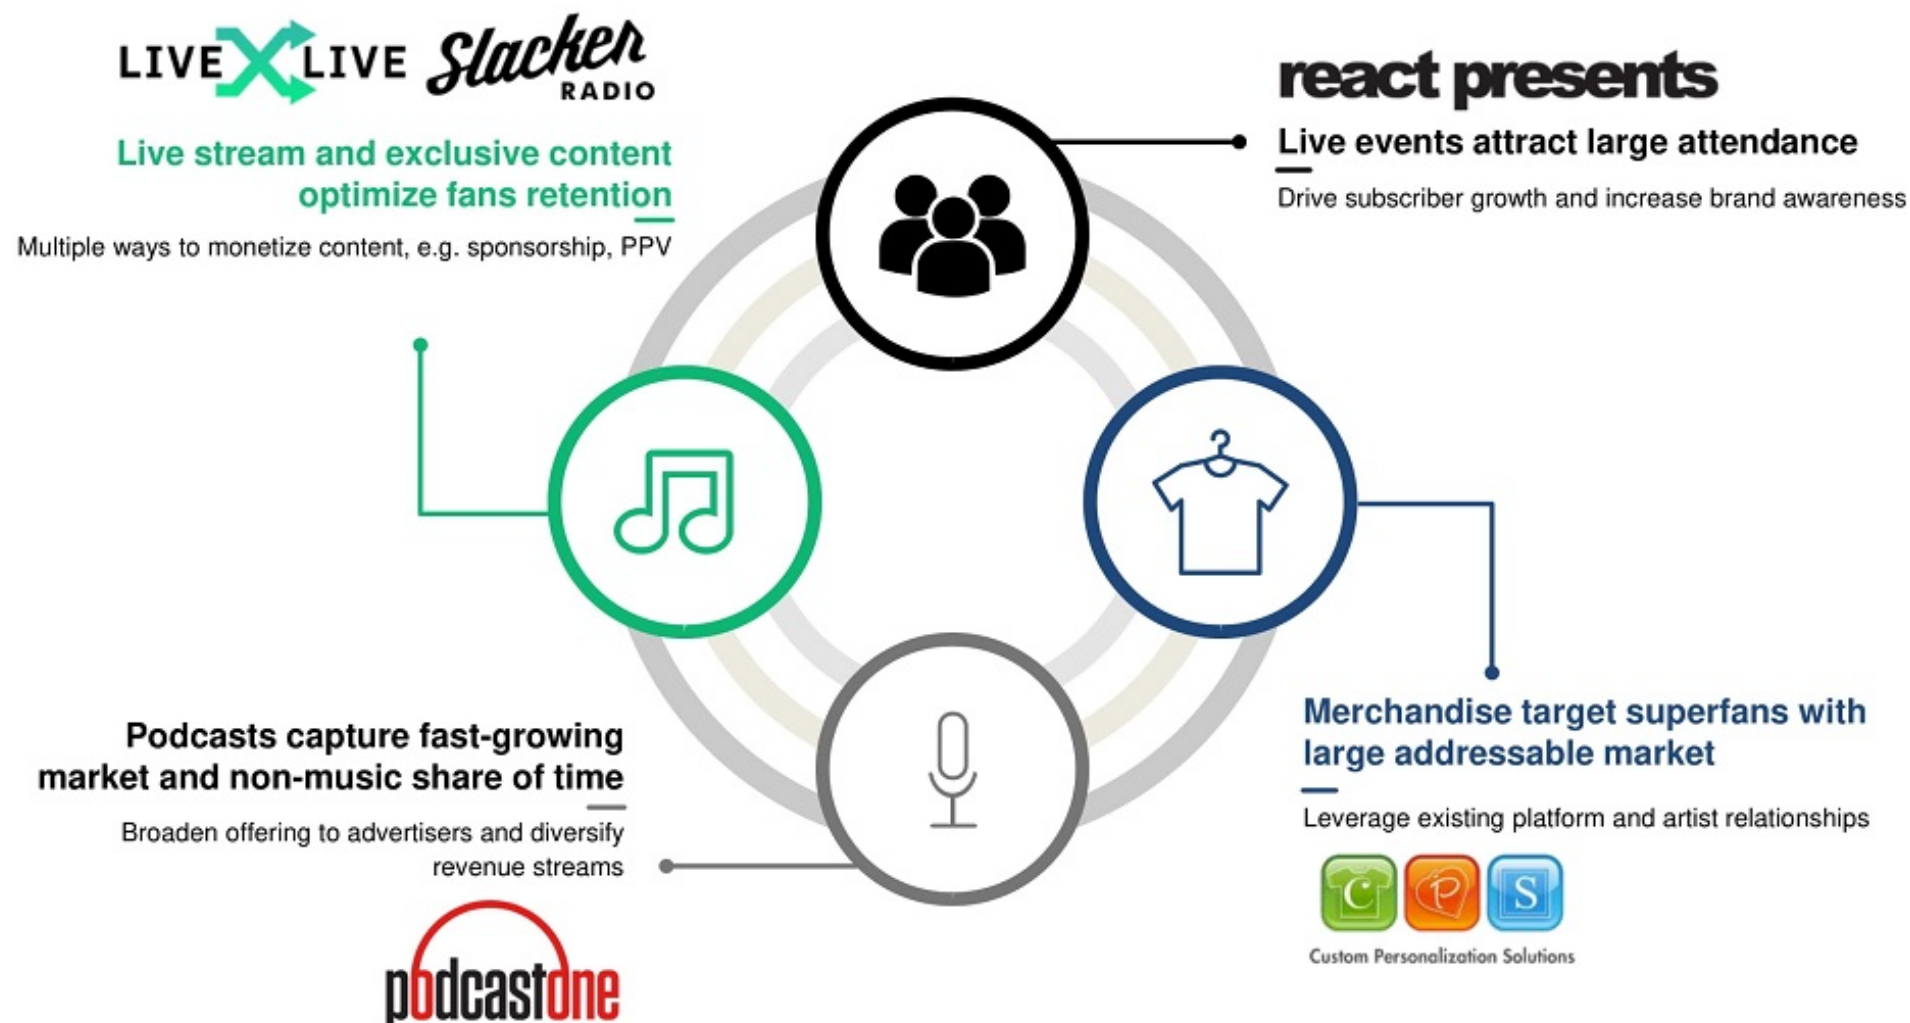 LIVE X LIVE Slacker RADIO
Live stream and exclusive content
optimize fans retention
Multiple ways to monetize content, e.g. sponsorship, PPV
react presents
Live events attract large attendance
Drive subscriber growth and increase brand awareness
Podcasts capture fast-growing
market and non-music share of time
Broaden offering to advertisers and diversify
revenue streams
podcastone
Merchandise target superfans with
large addressable market
Leverage existing platform and artist relationships
C P S
Custom Personalization Solutions